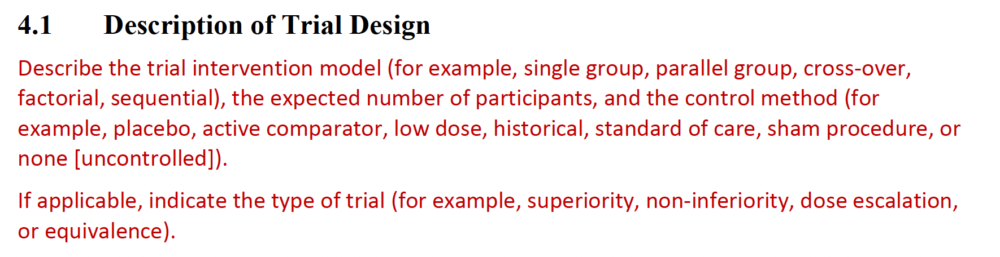 4.1 Description of Trial Design
Describe the trial intervention model (for example, single group, parallel group, cross-over,
factorial, sequential), the expected number of participants, and the control method (for
example, placebo, active comparator, low dose, historical, standard of care, sham procedure, or
none [uncontrolled]).
If applicable, indicate the type of trial (for example, superiority, non-inferiority, dose escalation,
or equivalence).